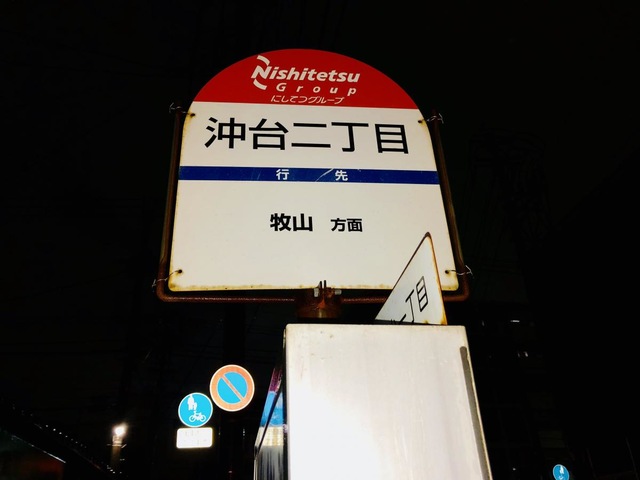 Nishitetsu
Group
にしてつグループ
沖台二丁目
行先
牧山 方面
丁目